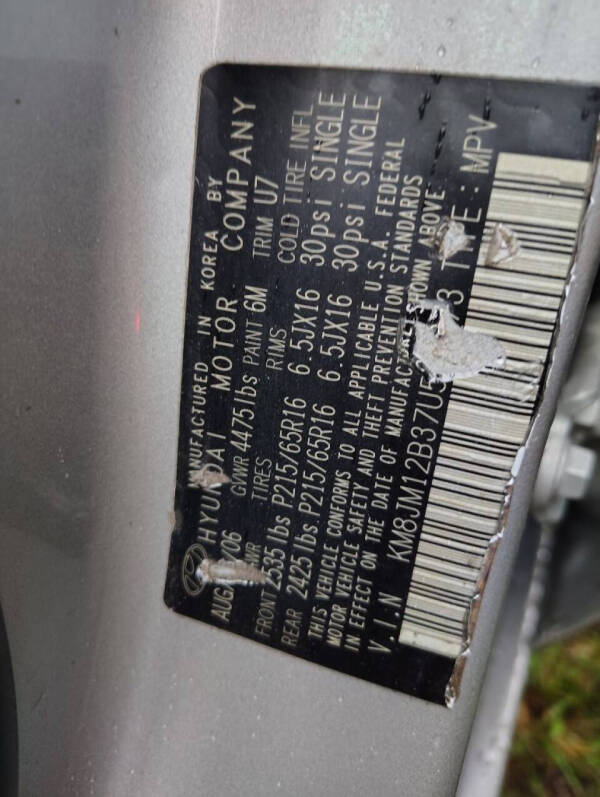 MANUFACTURED IN KOREA BY
HYUNDAI MOTOR COMPANY
AUG/ /06 GVWR 4475 lbs PAINT 6M TRIM U7
TIRES RIMS COLD TIRE INFL
FRONT 2535 lbs P215/65R16 6.5JX16 30psi SINGLE
REAR 2425 lbs P215/65R16 6.5JX16 30psi SINGLE
THIS VEHICLE CONFORMS TO ALL APPLICABLE U.S.A. FEDERAL
MOTOR VEHICLE SAFETY AND THEFT PREVENTION STANDARDS
IN EFFECT ON THE DATE OF MANUFACTURE SHOWN ABOVE.
V.I.N KM8JM12B37U 3 TYPE : MPV